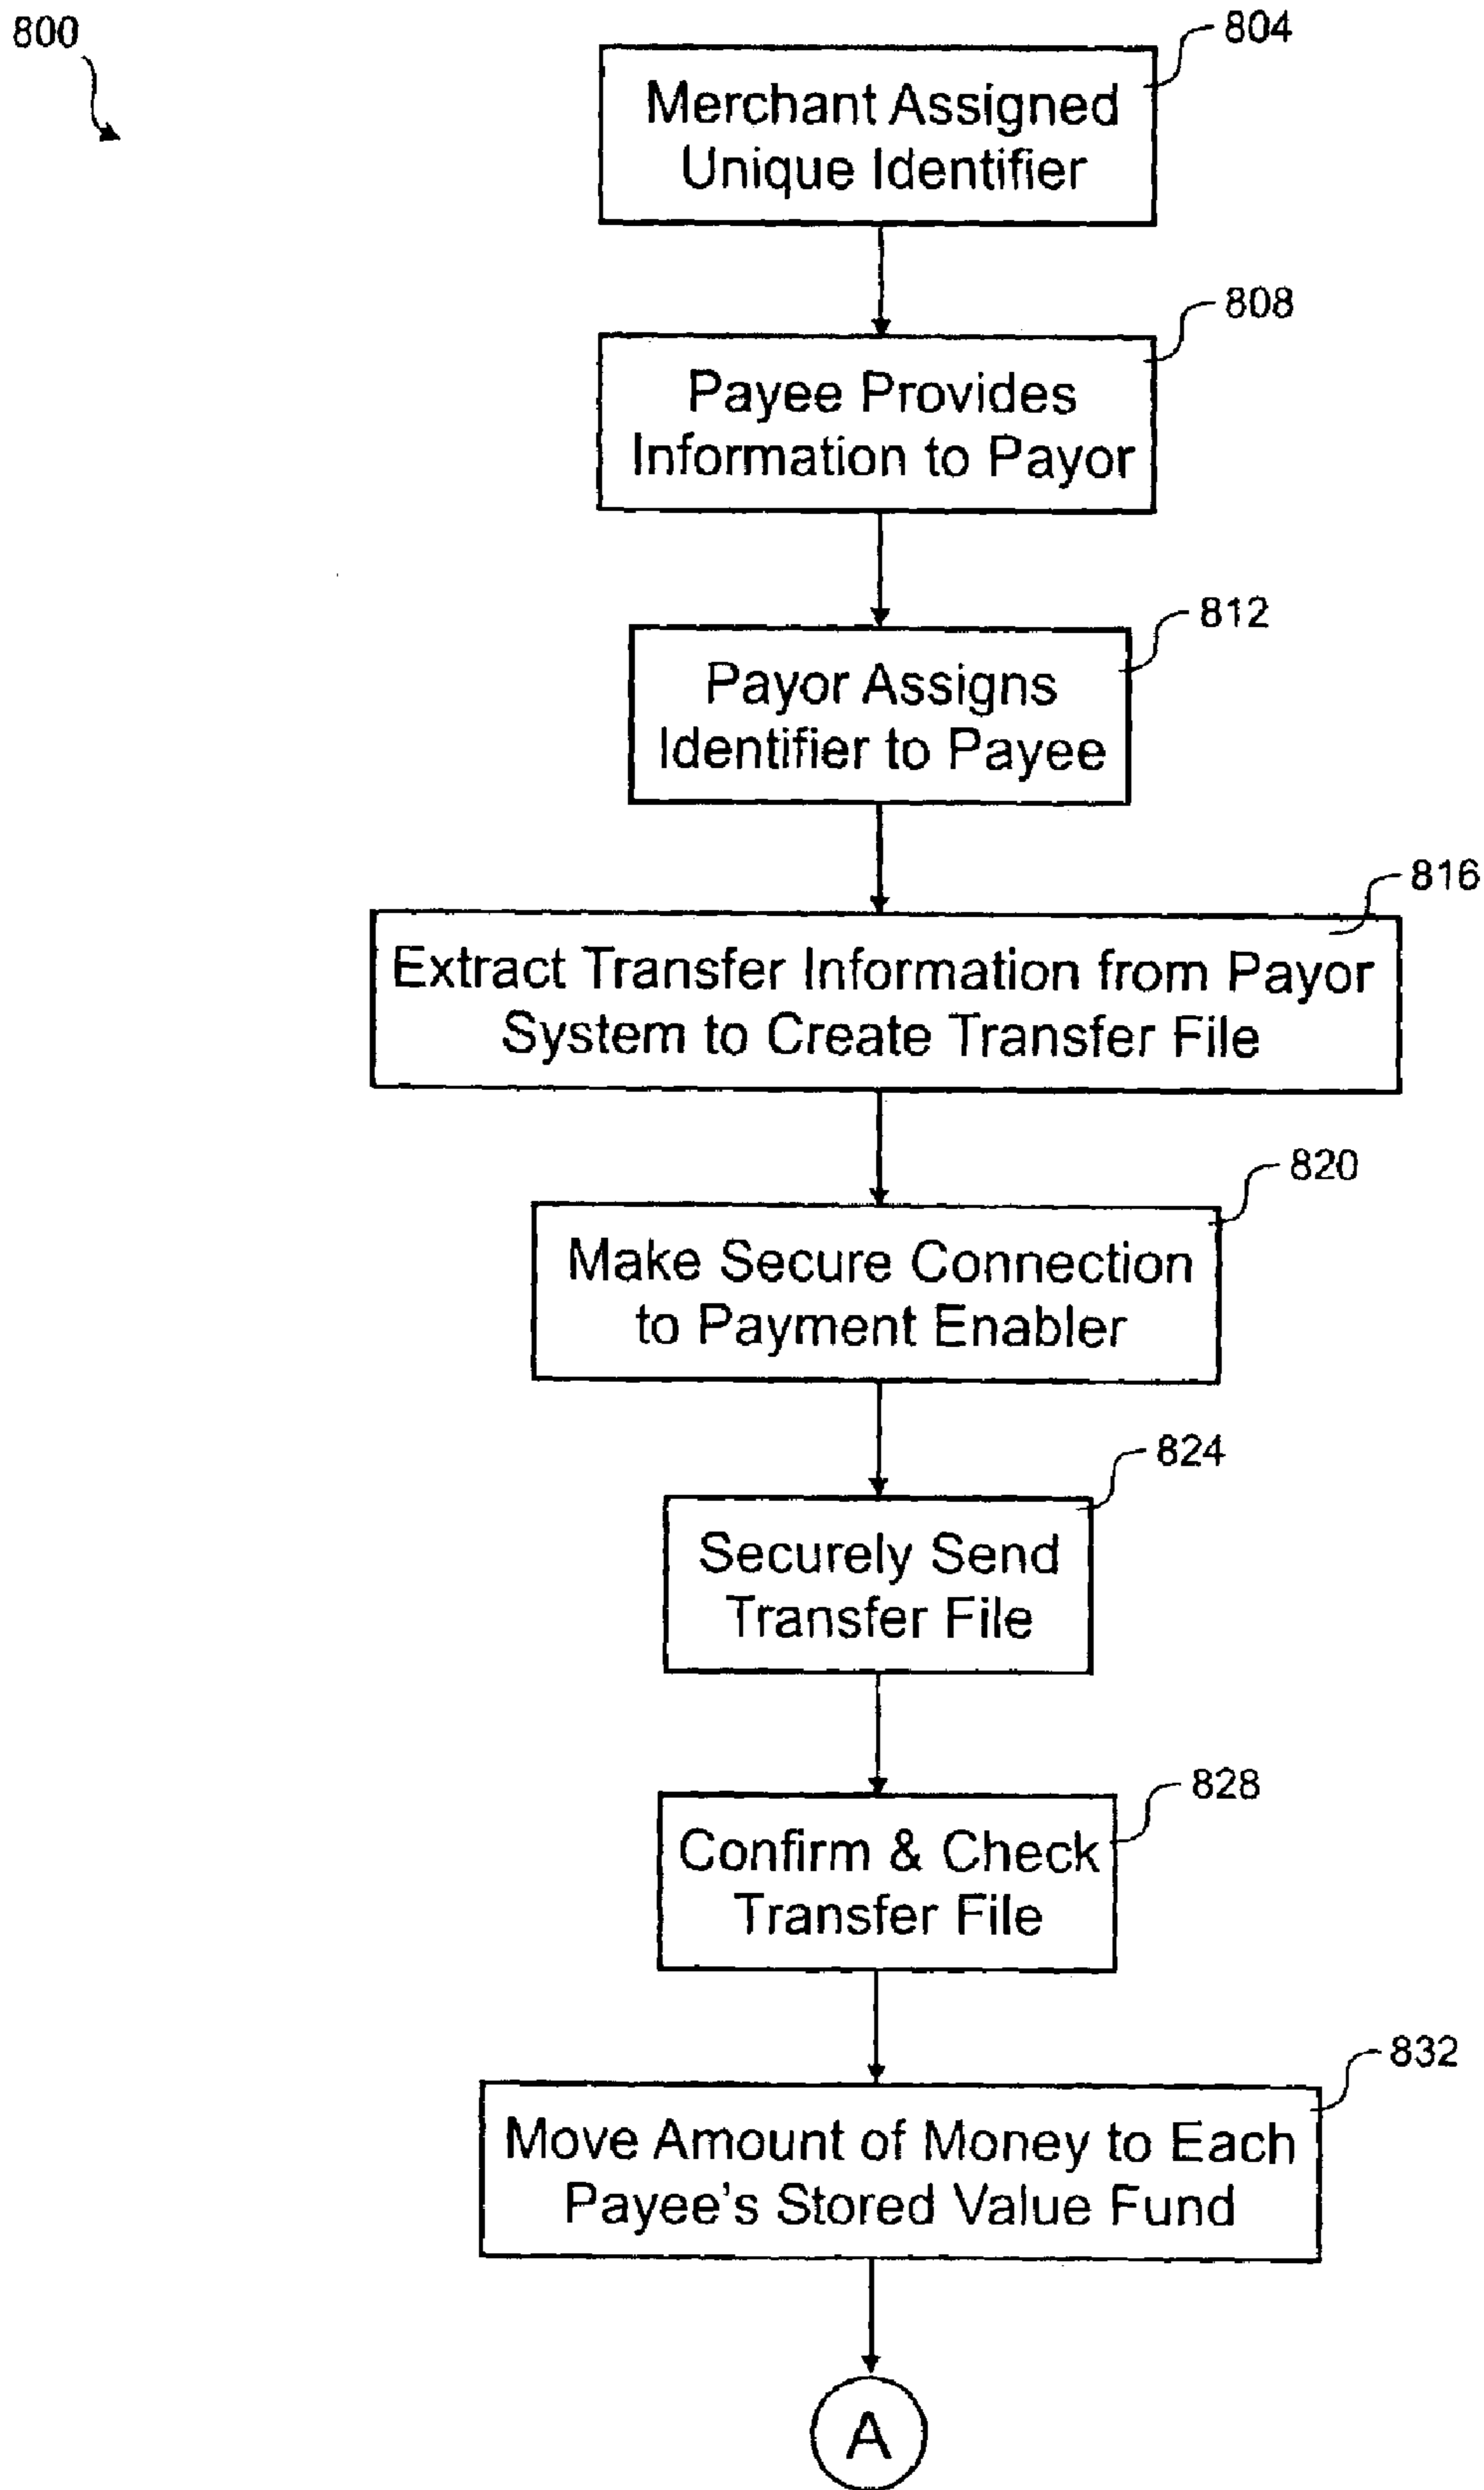 800
804
Merchant Assigned
Unique Identifier
808
Payee Provides
Information to Payor
812
Payor Assigns
Identifier to Payee
816
Extract Transfer Information from Payor
System to Create Transfer File
820
Make Secure Connection
to Payment Enabler
824
Securely Send
Transfer File
828
Confirm & Check
Transfer File
832
Move Amount of Money to Each
Payee's Stored Value Fund
A